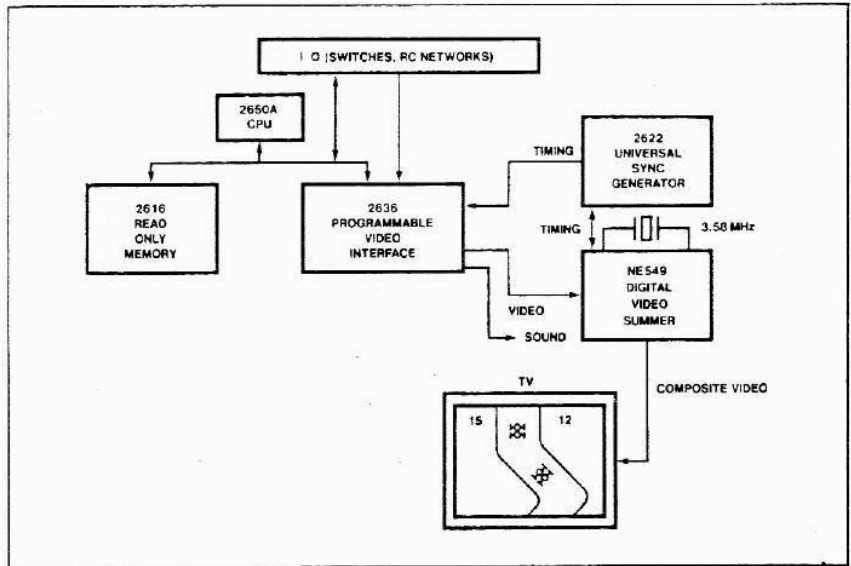 I O (SWITCHES, RC NETWORKS)
2650A
CPU
2616
READ
ONLY
MEMORY
2636
PROGRAMMABLE
VIDEO
INTERFACE
TIMING
2622
UNIVERSAL
SYNC
GENERATOR
TIMING
3.58 MHz
NE549
DIGITAL
VIDEO
SUMMER
VIDEO
SOUND
COMPOSITE VIDEO
TV
15
12